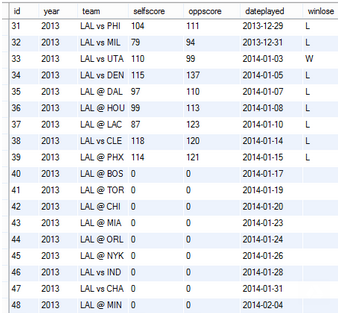 id year team selfscore oppscore dateplayed winlose
31 2013 LAL vs PHI 104 111 2013-12-29 L
32 2013 LAL vs MIL 79 94 2013-12-31 L
33 2013 LAL vs UTA 110 99 2014-01-03 W
34 2013 LAL vs DEN 115 137 2014-01-05 L
35 2013 LAL @ DAL 97 110 2014-01-07 L
36 2013 LAL @ HOU 99 113 2014-01-08 L
37 2013 LAL @ LAC 87 123 2014-01-10 L
38 2013 LAL vs CLE 118 120 2014-01-14 L
39 2013 LAL @ PHX 114 121 2014-01-15 L
40 2013 LAL @ BOS 0 0 2014-01-17
41 2013 LAL @ TOR 0 0 2014-01-19
42 2013 LAL @ CHI 0 0 2014-01-20
43 2013 LAL @ MIA 0 0 2014-01-23
44 2013 LAL @ ORL 0 0 2014-01-24
45 2013 LAL @ NYK 0 0 2014-01-26
46 2013 LAL vs IND 0 0 2014-01-28
47 2013 LAL vs CHA 0 0 2014-01-31
48 2013 LAL @ MIN 0 0 2014-02-04